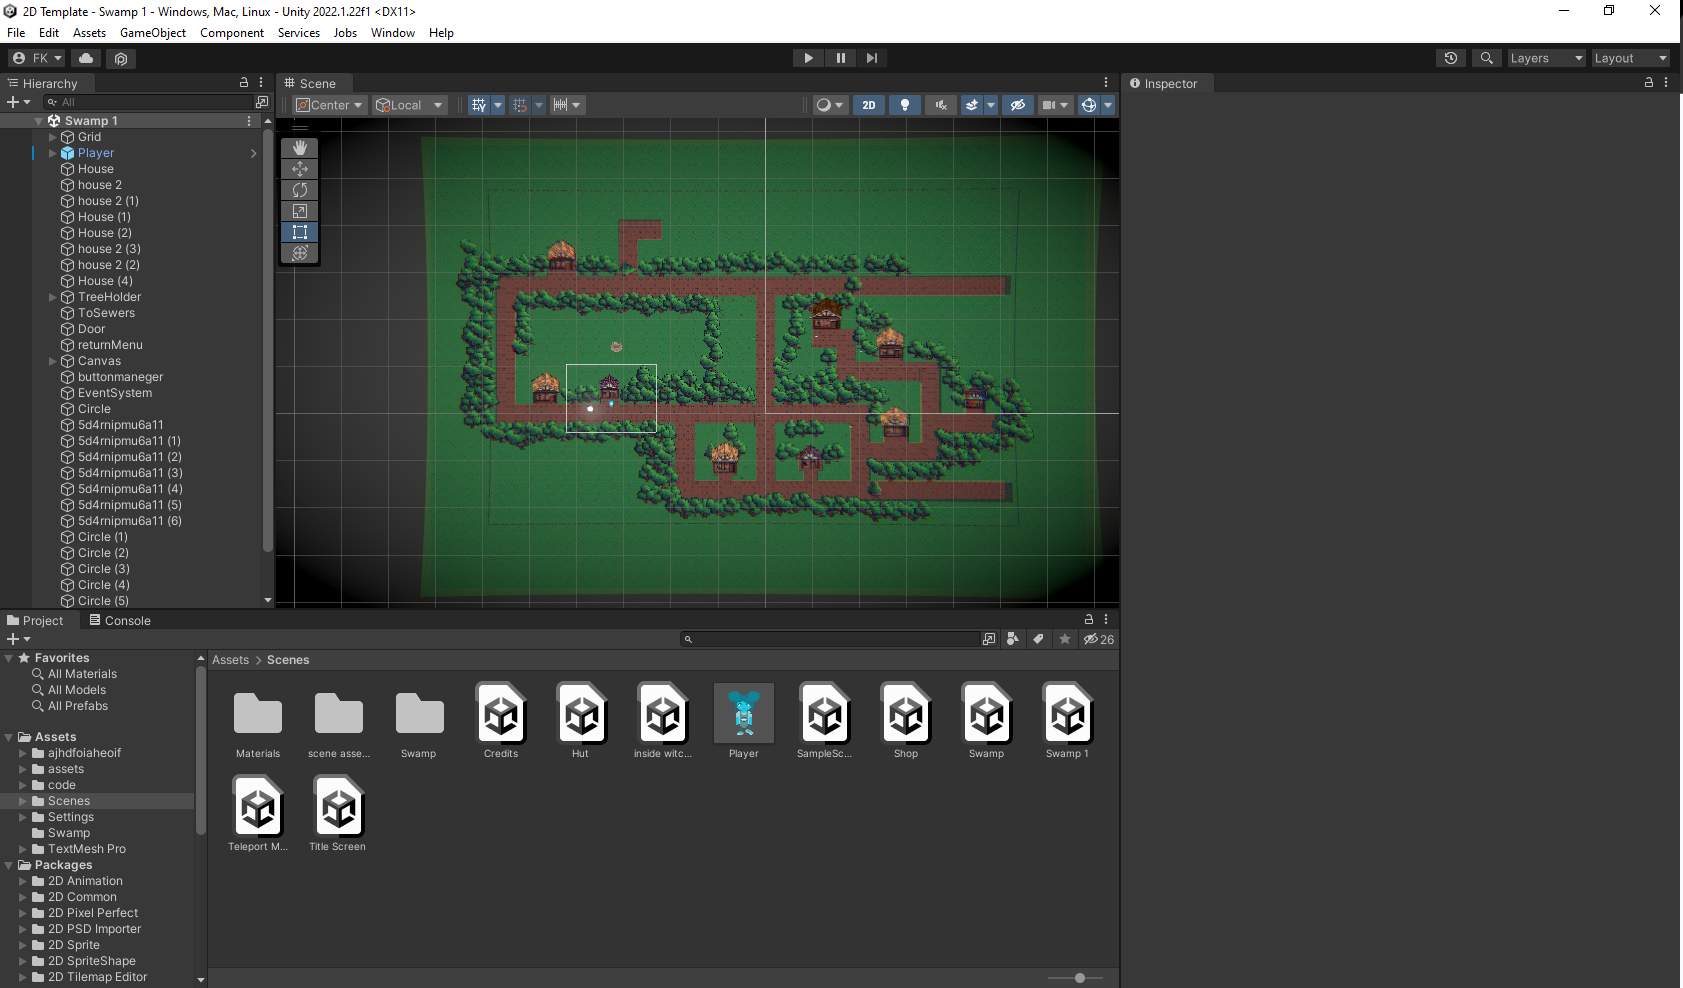 2D Template - Swamp 1 - Windows, Mac, Linux - Unity 2022.1.22f1 <DX11>
File Edit Assets GameObject Component Services Jobs Window Help
FK Layers Layout
Hierarchy
All
Swamp 1
Grid
Player
House
house 2
house 2 (1)
House (1)
House (2)
house 2 (3)
house 2 (2)
House (4)
TreeHolder
ToSewers
Door
returnMenu
Canvas
buttonmaneger
EventSystem
Circle
5d4rnipmu6a11
5d4rnipmu6a11 (1)
5d4rnipmu6a11 (2)
5d4rnipmu6a11 (3)
5d4rnipmu6a11 (4)
5d4rnipmu6a11 (5)
5d4rnipmu6a11 (6)
Circle (1)
Circle (2)
Circle (3)
Circle (4)
Circle (5)
Scene
Center Local 2D
Inspector
Project Console
26
Favorites
All Materials
All Models
All Prefabs
Assets
ajhdfoiaheoif
assets
code
Scenes
Settings
Swamp
TextMesh Pro
Packages
2D Animation
2D Common
2D Pixel Perfect
2D PSD Importer
2D Sprite
2D SpriteShape
2D Tilemap Editor
Assets > Scenes
Materials scene asse... Swamp Credits Hut inside witc... Player SampleSc... Shop Swamp Swamp 1
Teleport M... Title Screen